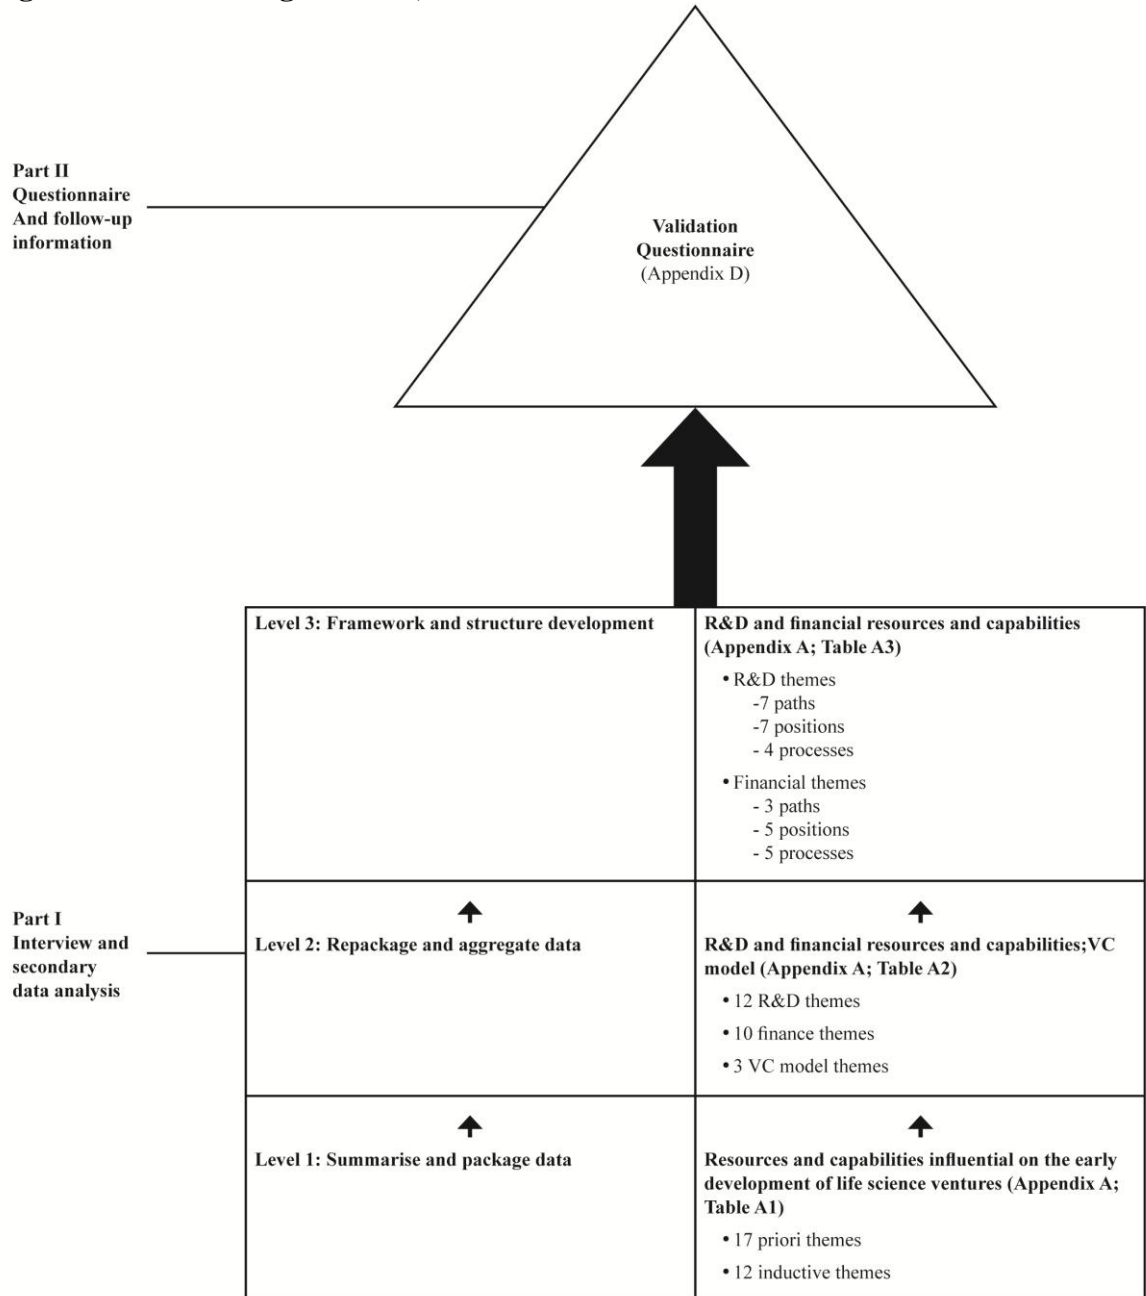 Part II
Questionnaire
And follow-up
information
Validation
Questionnaire
(Appendix D)
Level 3: Framework and structure development
R&D and financial resources and capabilities
(Appendix A; Table A3)
• R&D themes
-7 paths
-7 positions
- 4 processes
• Financial themes
- 3 paths
- 5 positions
- 5 processes
Part I
Interview and
secondary
data analysis
Level 2: Repackage and aggregate data
R&D and financial resources and capabilities;VC
model (Appendix A; Table A2)
• 12 R&D themes
• 10 finance themes
• 3 VC model themes
Level 1: Summarise and package data
Resources and capabilities influential on the early
development of life science ventures (Appendix A;
Table A1)
• 17 priori themes
• 12 inductive themes